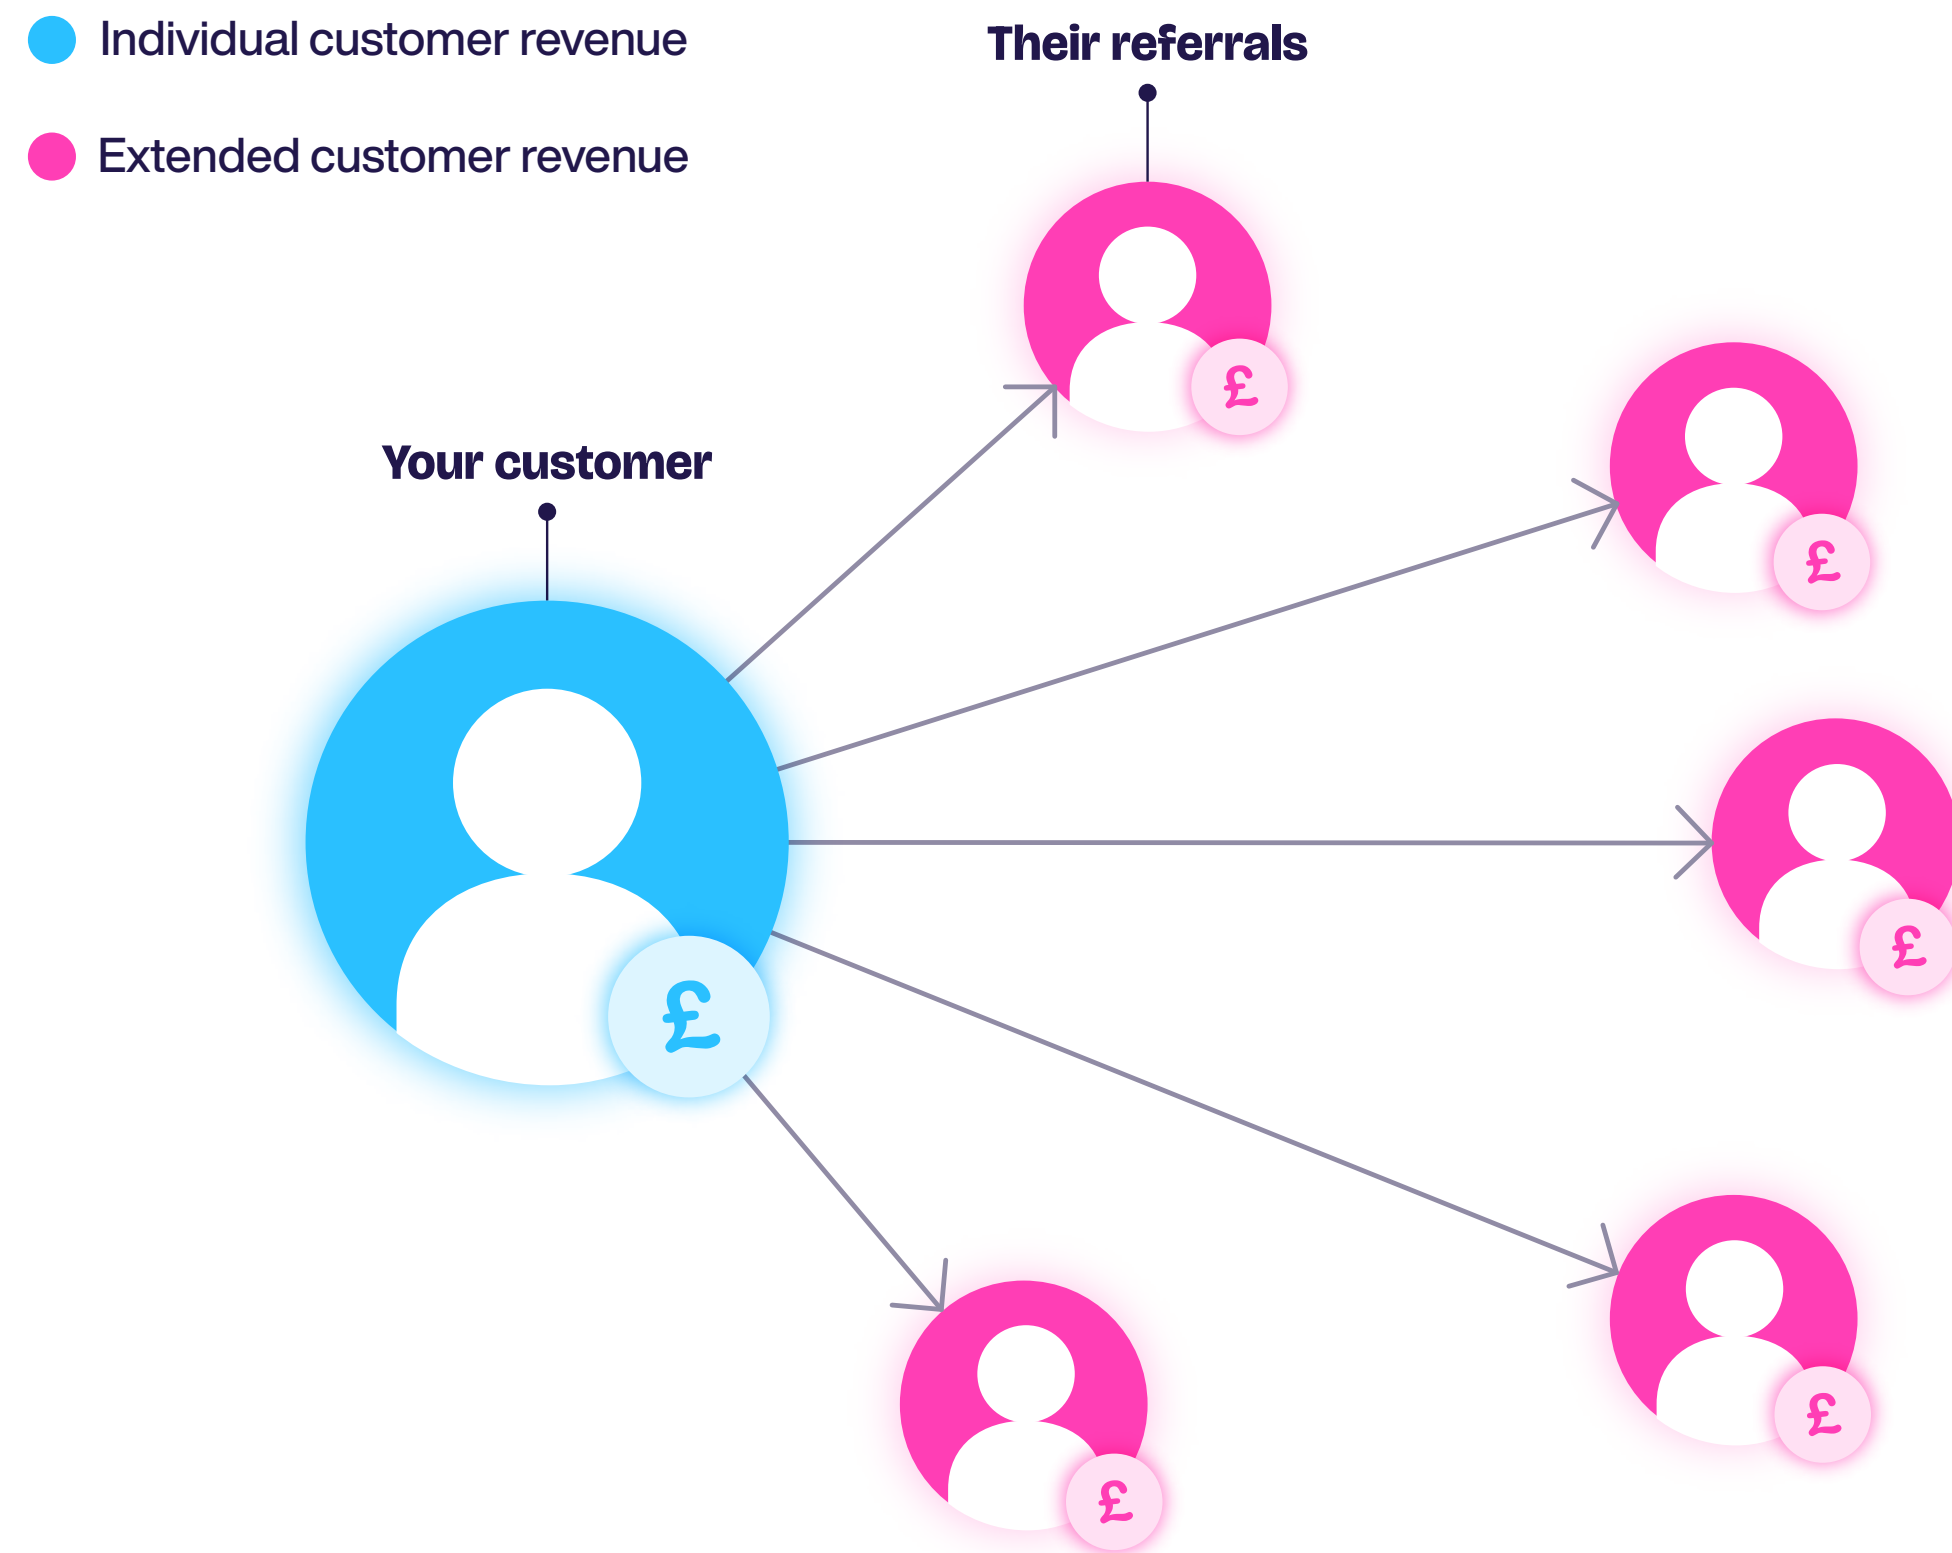 Individual customer revenue
Extended customer revenue
Their referrals
£
£
Your customer
£
£
£
£